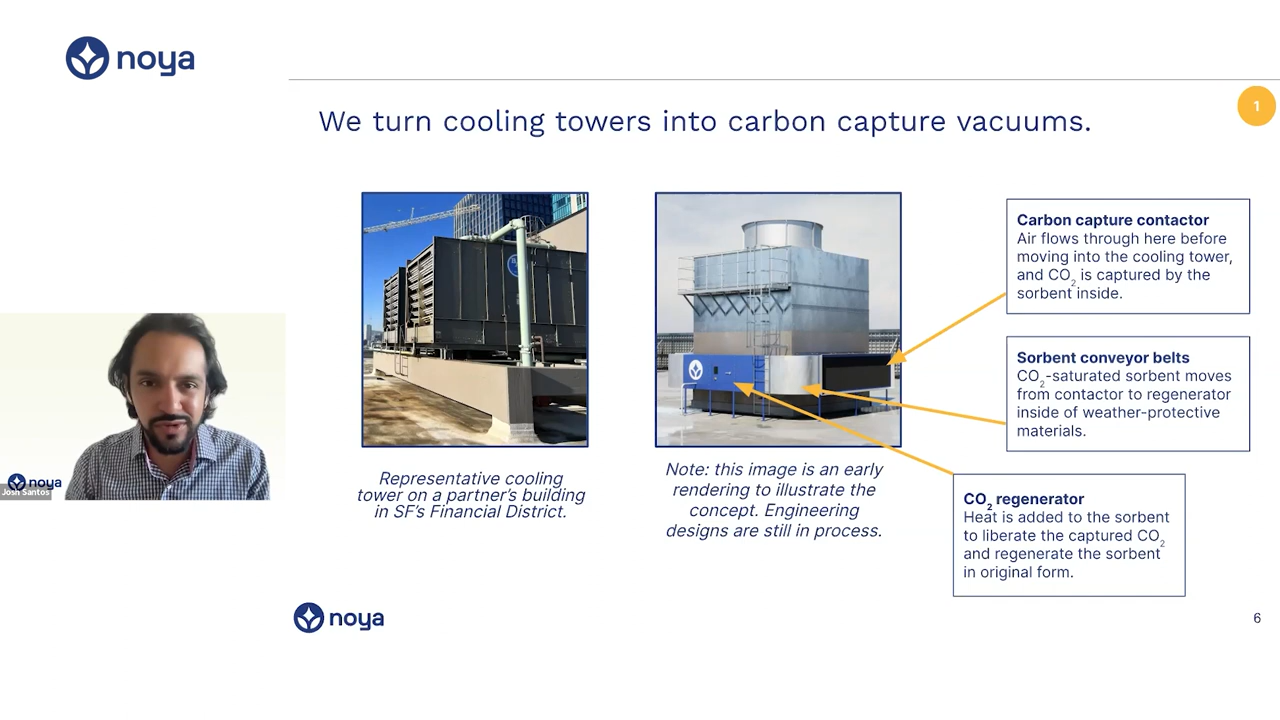 noya
We turn cooling towers into carbon capture vacuums.
1
Carbon capture contactor
Air flows through here before
moving into the cooling tower,
and CO2 is captured by the
sorbent inside.
Sorbent conveyor belts
CO2-saturated sorbent moves
from contactor to regenerator
inside of weather-protective
materials.
CO2 regenerator
Heat is added to the sorbent
to liberate the captured CO2
and regenerate the sorbent
in original form.
Representative cooling
tower on a partner's building
in SF's Financial District.
Note: this image is an early
rendering to illustrate the
concept. Engineering
designs are still in process.
noya
Josh Santos
noya
6